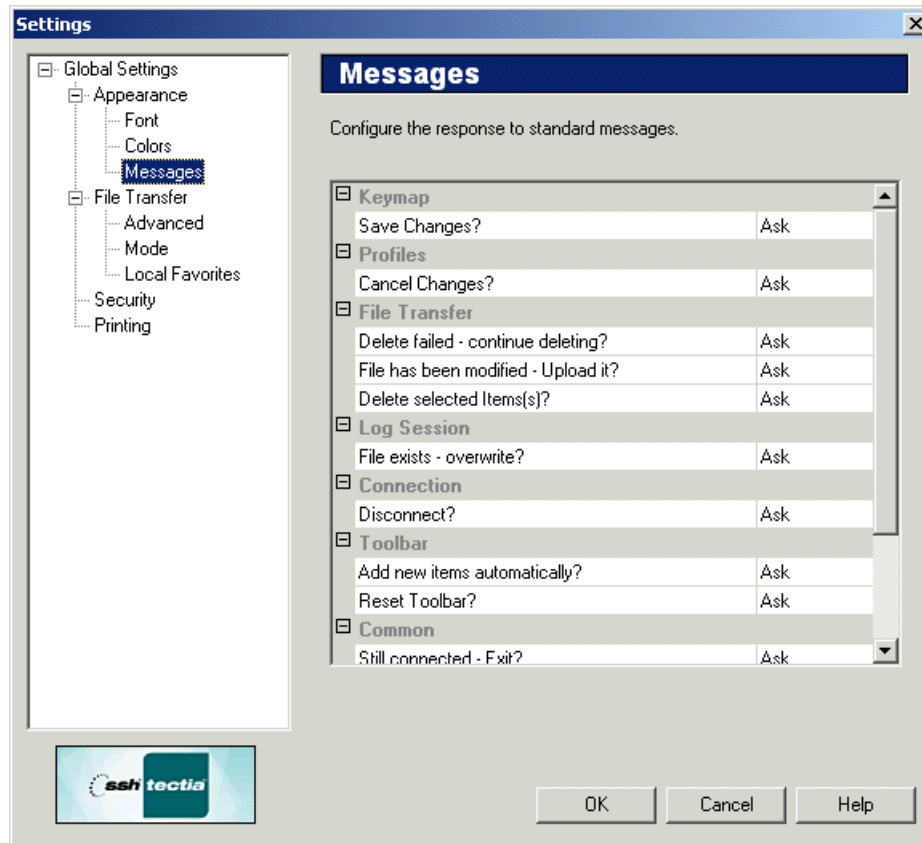 Settings
Global Settings
Appearance
Font
Colors
Messages
File Transfer
Advanced
Mode
Local Favorites
Security
Printing
Messages
Configure the response to standard messages.
Keymap
Save Changes? Ask
Profiles
Cancel Changes? Ask
File Transfer
Delete failed - continue deleting? Ask
File has been modified - Upload it? Ask
Delete selected Items(s)? Ask
Log Session
File exists - overwrite? Ask
Connection
Disconnect? Ask
Toolbar
Add new items automatically? Ask
Reset Toolbar? Ask
Common
Still connected - Exit? Ask
ssh tectia
OK Cancel Help